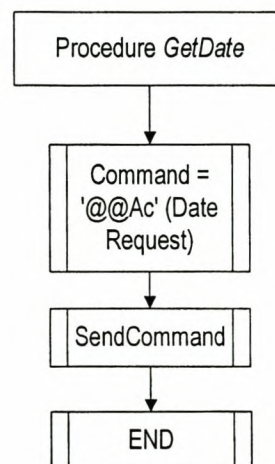 Procedure GetDate
Command =
'@@Ac' (Date
Request)
SendCommand
END